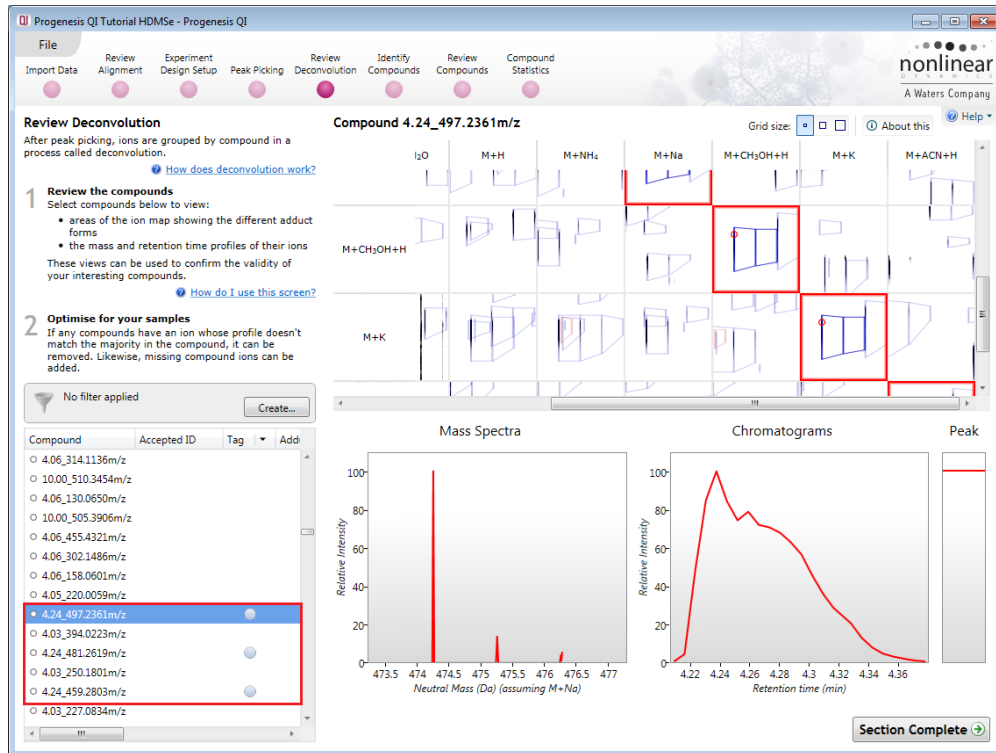 Progenesis QI Tutorial HDMSe - Progenesis QI
File
Import Data
Review Alignment
Experiment Design Setup
Peak Picking
Review Deconvolution
Identify Compounds
Review Compounds
Compound Statistics
nonlinear
DYNAMICS
A Waters Company
Help
Review Deconvolution
After peak picking, ions are grouped by compound in a
process called deconvolution.
How does deconvolution work?
1
Review the compounds
Select compounds below to view:
• areas of the ion map showing the different adduct
forms
• the mass and retention time profiles of their ions
These views can be used to confirm the validity of
your interesting compounds.
How do I use this screen?
2
Optimise for your samples
If any compounds have an ion whose profile doesn't
match the majority in the compound, it can be
removed. Likewise, missing compound ions can be
added.
No filter applied
Create...
Compound Accepted ID Tag Addu
4.06_314.1136m/z
10.00_510.3454m/z
4.06_130.0650m/z
10.00_505.3906m/z
4.06_455.4321m/z
4.06_302.1486m/z
4.06_158.0601m/z
4.05_220.0059m/z
4.24_497.2361m/z
4.03_394.0223m/z
4.24_481.2619m/z
4.03_250.1801m/z
4.24_459.2803m/z
4.03_227.0834m/z
Compound 4.24_497.2361m/z
Grid size:
About this
I₂O M+H M+NH₄ M+Na M+CH₃OH+H M+K M+ACN+H
M+CH₃OH+H
M+K
Mass Spectra
Relative Intensity
100
80
60
40
20
0
473.5 474 474.5 475 475.5 476 476.5 477
Neutral Mass (Da) (assuming M+Na)
Chromatograms
Relative Intensity
100
80
60
40
20
0
4.22 4.24 4.26 4.28 4.3 4.32 4.34 4.36
Retention time (min)
Peak
Section Complete